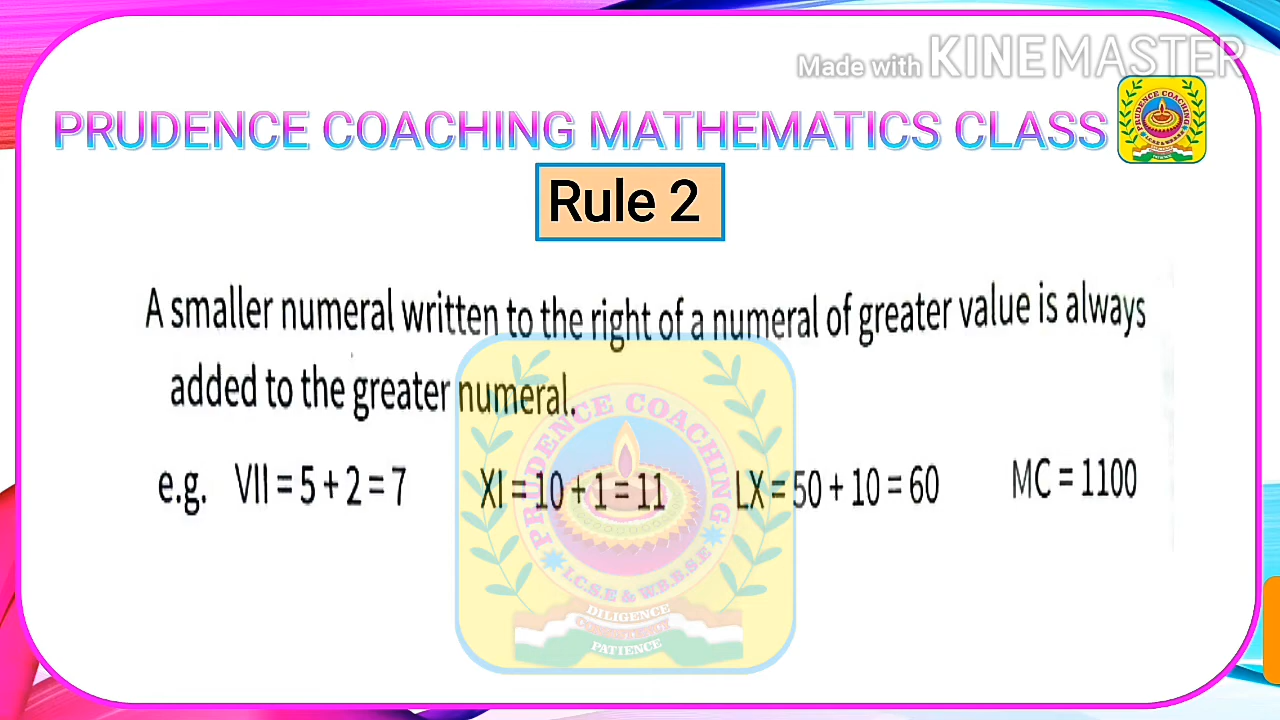 Made with KINEMASTER
PRUDENCE COACHING MATHEMATICS CLASS
PRUDENCE COACHING
Rule 2
A smaller numeral written to the right of a numeral of greater value is always
added to the greater numeral.
e.g. VII = 5 + 2 = 7 XI = 10 + 1 = 11 LX = 50 + 10 = 60 MC = 1100
PRUDENCE COACHING
I.C.S.E & W.B.B.S.E
DILIGENCE
PATIENCE